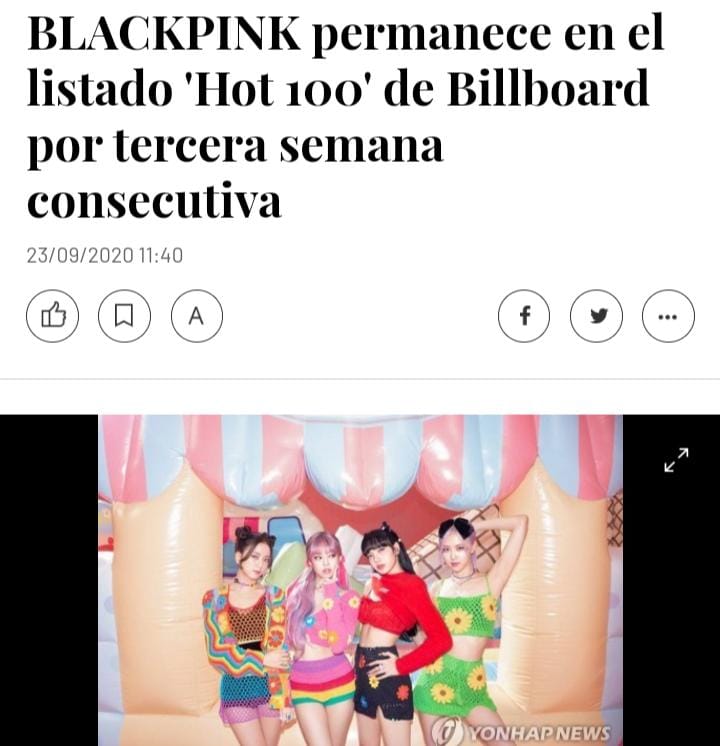 BLACKPINK permanece en el
listado 'Hot 100' de Billboard
por tercera semana
consecutiva
23/09/2020 11:40
A
YONHAP NEWS